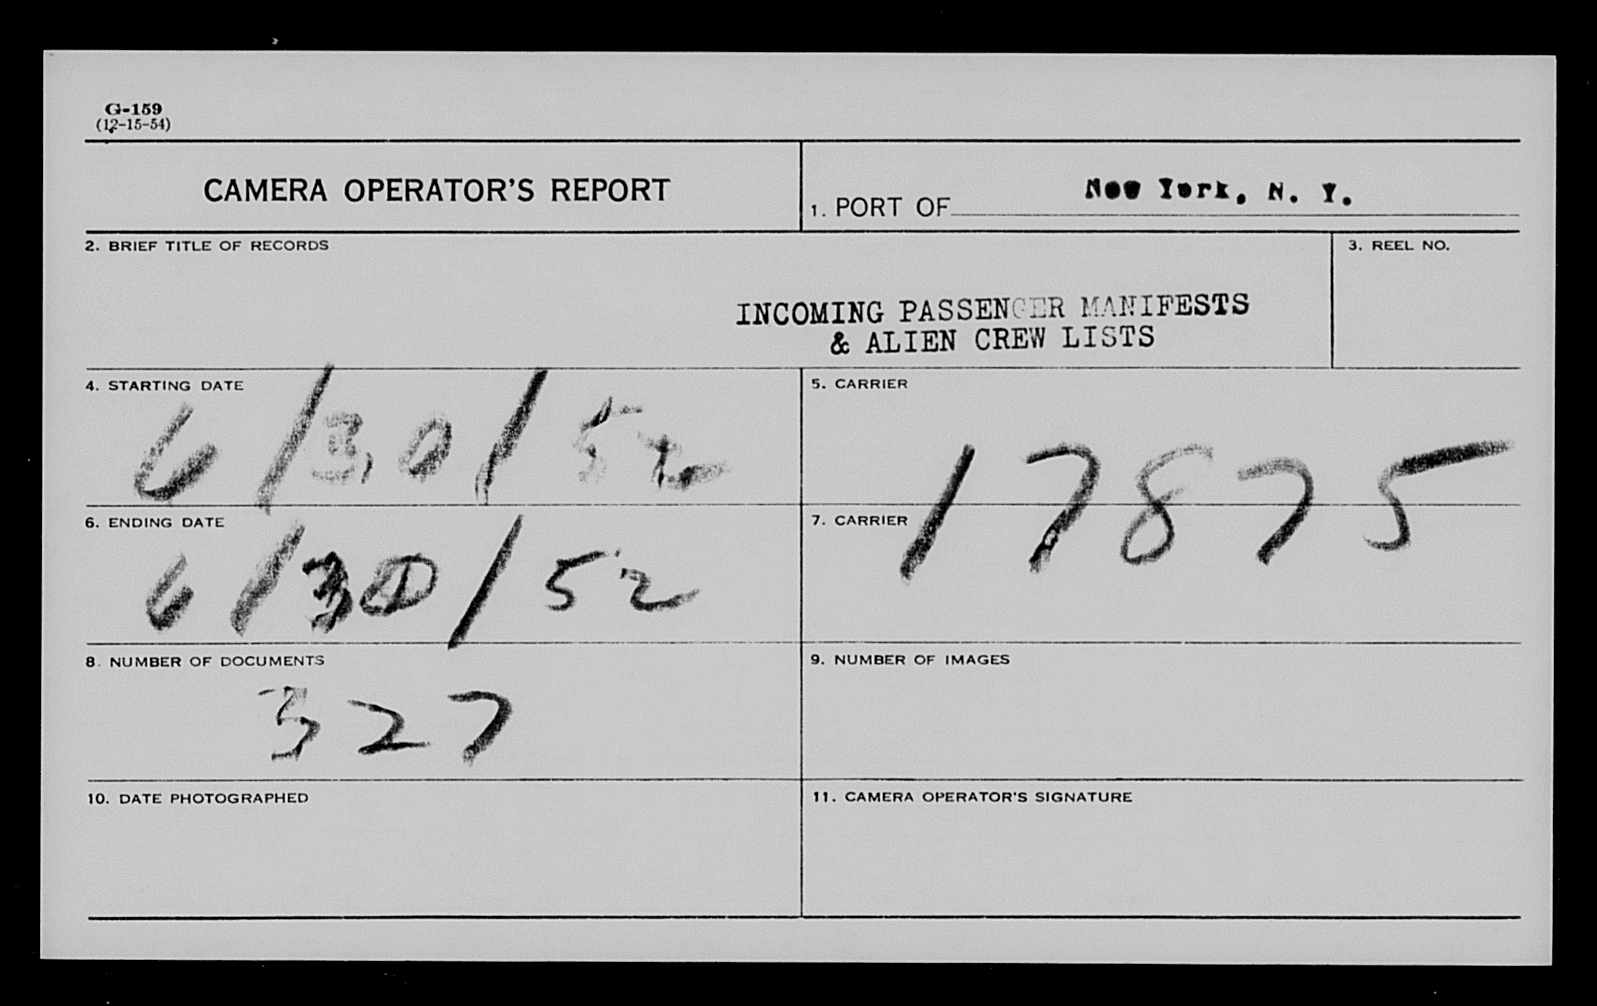 G-159
(12-15-54)
CAMERA OPERATOR'S REPORT
1. PORT OF New York, N. Y.
2. BRIEF TITLE OF RECORDS
3. REEL NO.
INCOMING PASSENGER MANIFESTS
& ALIEN CREW LISTS
4. STARTING DATE
6/30/52
5. CARRIER
17875
6. ENDING DATE
6/30/52
7. CARRIER
8. NUMBER OF DOCUMENTS
327
9. NUMBER OF IMAGES
10. DATE PHOTOGRAPHED
11. CAMERA OPERATOR'S SIGNATURE